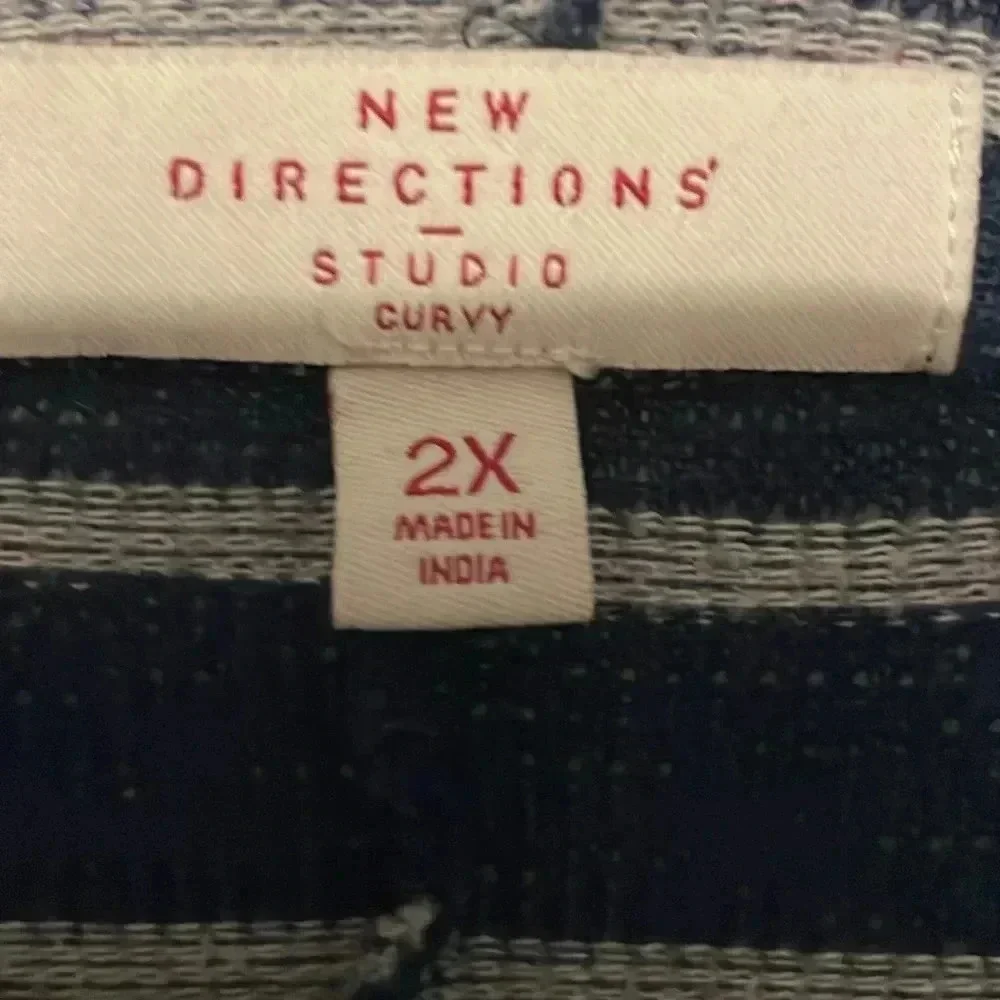 NEW
DIRECTIONS
STUDIO
CURVY
2X
MADE IN
INDIA